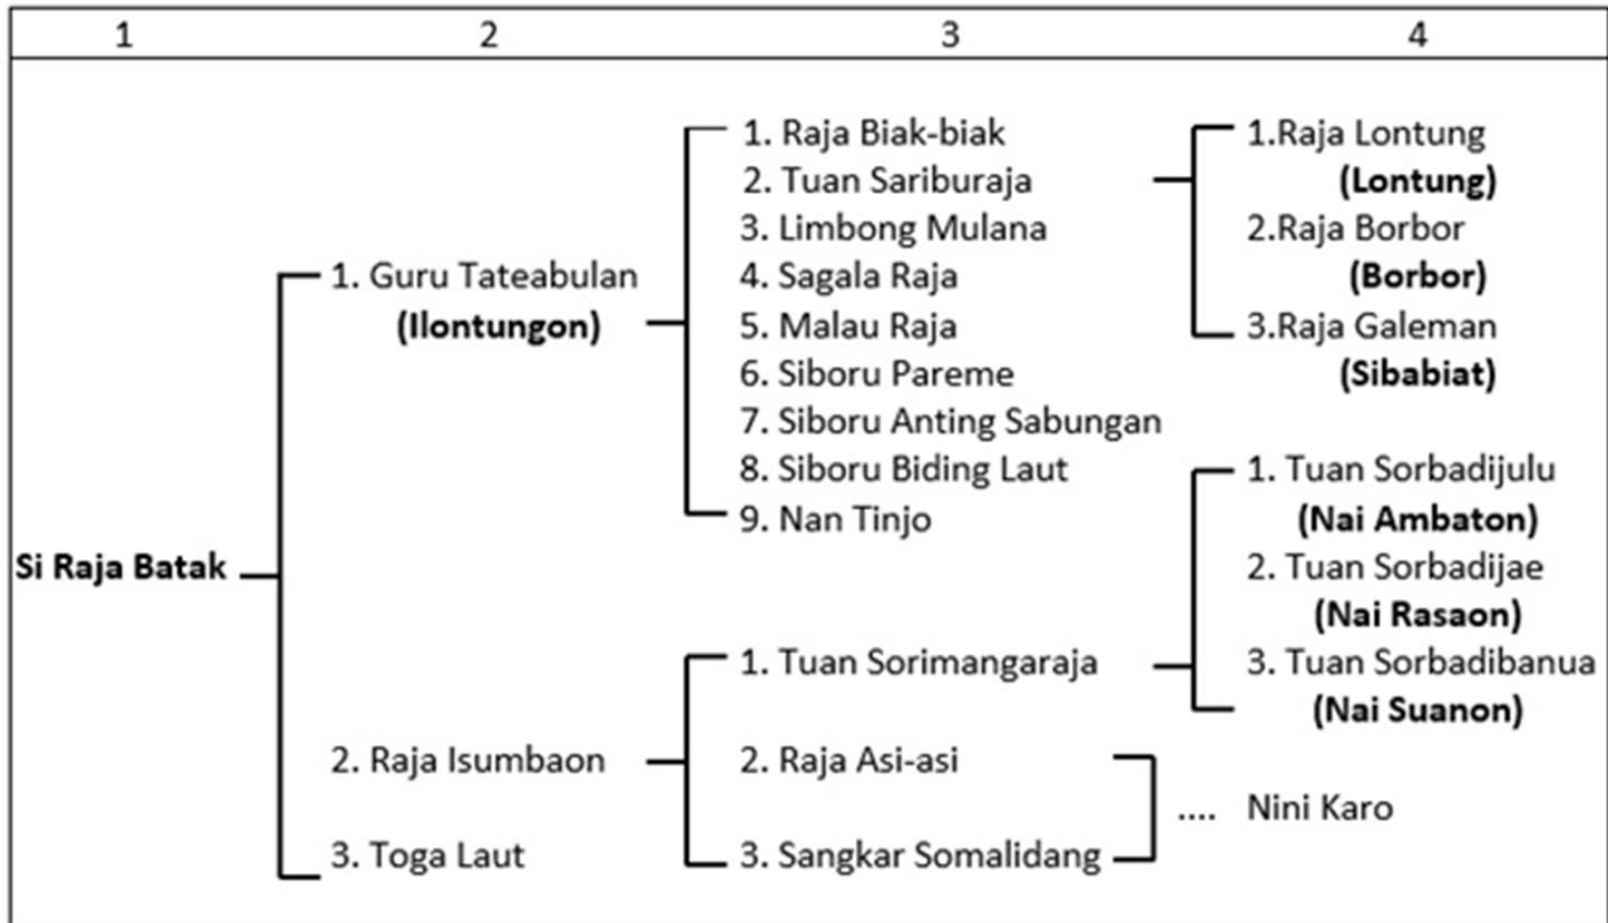 1 2 3 4
1. Raja Biak-biak
2. Tuan Sariburaja
3. Limbong Mulana
4. Sagala Raja
5. Malau Raja
6. Siboru Pareme
7. Siboru Anting Sabungan
8. Siboru Biding Laut
9. Nan Tinjo
1.Raja Lontung
(Lontung)
2.Raja Borbor
(Borbor)
3.Raja Galeman
(Sibabiat)
1. Guru Tateabulan
(Ilontungon)
Si Raja Batak
1. Tuan Sorbadijulu
(Nai Ambaton)
2. Tuan Sorbadijae
(Nai Rasaon)
3. Tuan Sorbadibanua
(Nai Suanon)
1. Tuan Sorimangaraja
2. Raja Isumbaon
2. Raja Asi-asi
.... Nini Karo
3. Toga Laut
3. Sangkar Somalidang